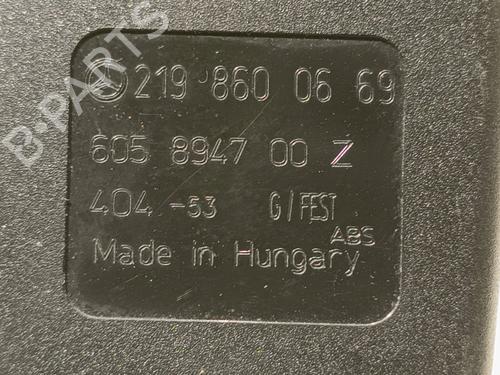 219 860 06 69
605 8947 00 Z
404-53 G/FEST
ABS
Made in Hungary
B-PARTS